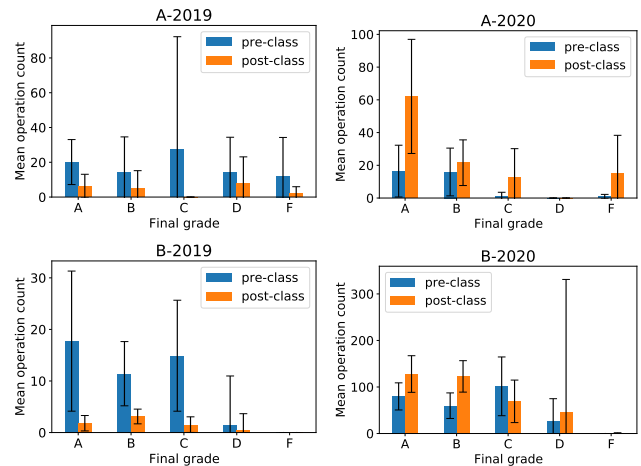 A-2019
Mean operation count
80
60
40
20
0
pre-class
post-class
A B C D F
Final grade
A-2020
Mean operation count
100
80
60
40
20
0
pre-class
post-class
A B C D F
Final grade
B-2019
Mean operation count
30
20
10
0
pre-class
post-class
A B C D F
Final grade
B-2020
Mean operation count
300
200
100
0
pre-class
post-class
A B C D F
Final grade